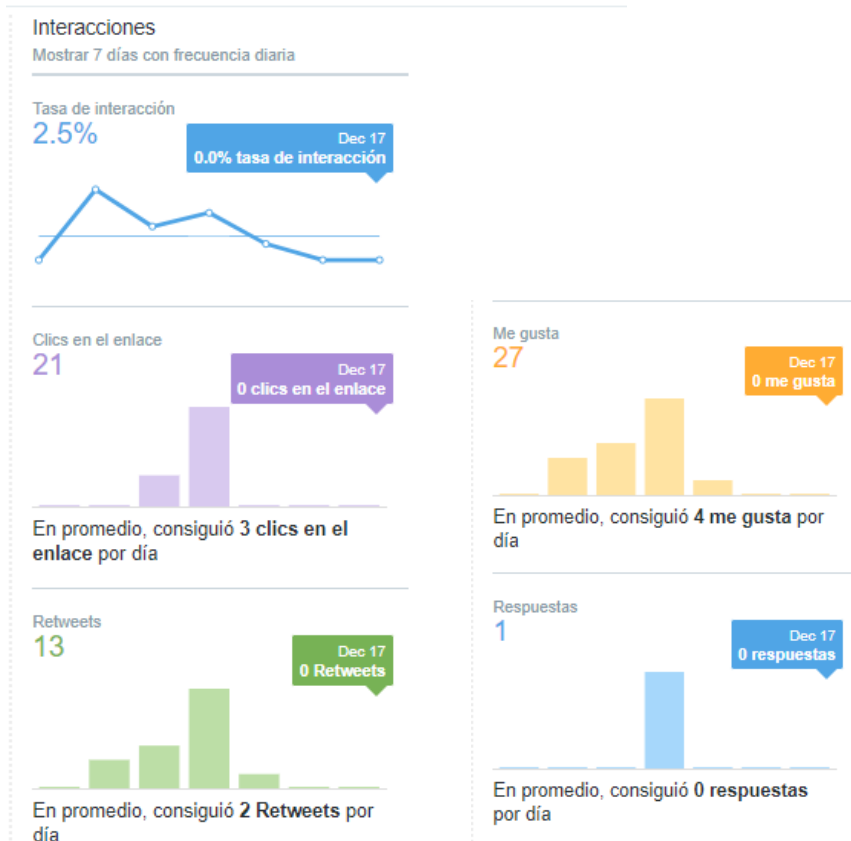 Interacciones
Mostrar 7 días con frecuencia diaria
Tasa de interacción
2.5%
Dec 17
0.0% tasa de interacción
Clics en el enlace
21
Dec 17
0 clics en el enlace
En promedio, consiguió 3 clics en el
enlace por día
Retweets
13
Dec 17
0 Retweets
En promedio, consiguió 2 Retweets por
día
Me gusta
27
Dec 17
0 me gusta
En promedio, consiguió 4 me gusta por
día
Respuestas
1
Dec 17
0 respuestas
En promedio, consiguió 0 respuestas
por día